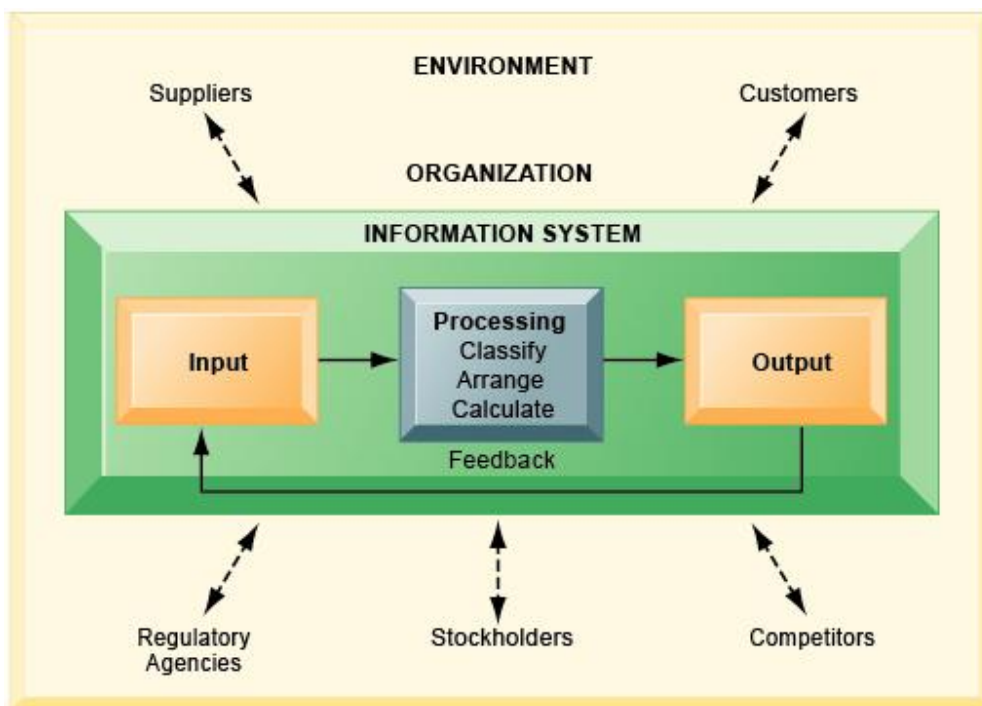 ENVIRONMENT
Suppliers
Customers
ORGANIZATION
INFORMATION SYSTEM
Input
Processing
Classify
Arrange
Calculate
Output
Feedback
Regulatory
Agencies
Stockholders
Competitors